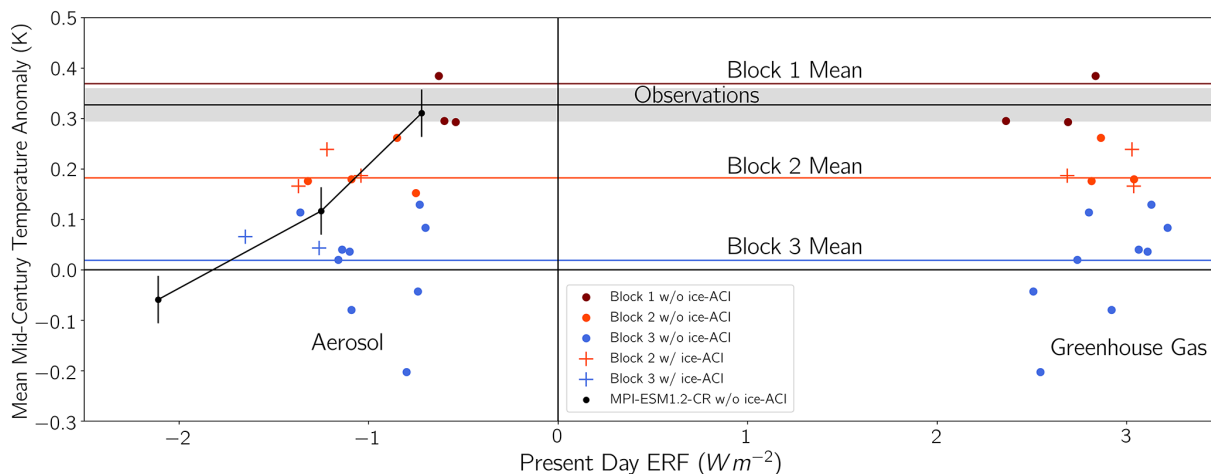 0.5
0.4
0.3
0.2
0.1
0.0
−0.1
−0.2
−0.3
Mean Mid-Century Temperature Anomaly (K)
Block 1 Mean
Observations
Block 2 Mean
Block 3 Mean
Aerosol
Greenhouse Gas
Block 1 w/o ice-ACI
Block 2 w/o ice-ACI
Block 3 w/o ice-ACI
Block 2 w/ ice-ACI
Block 3 w/ ice-ACI
MPI-ESM1.2-CR w/o ice-ACI
−2 −1 0 1 2 3
Present Day ERF (Wm⁻²)